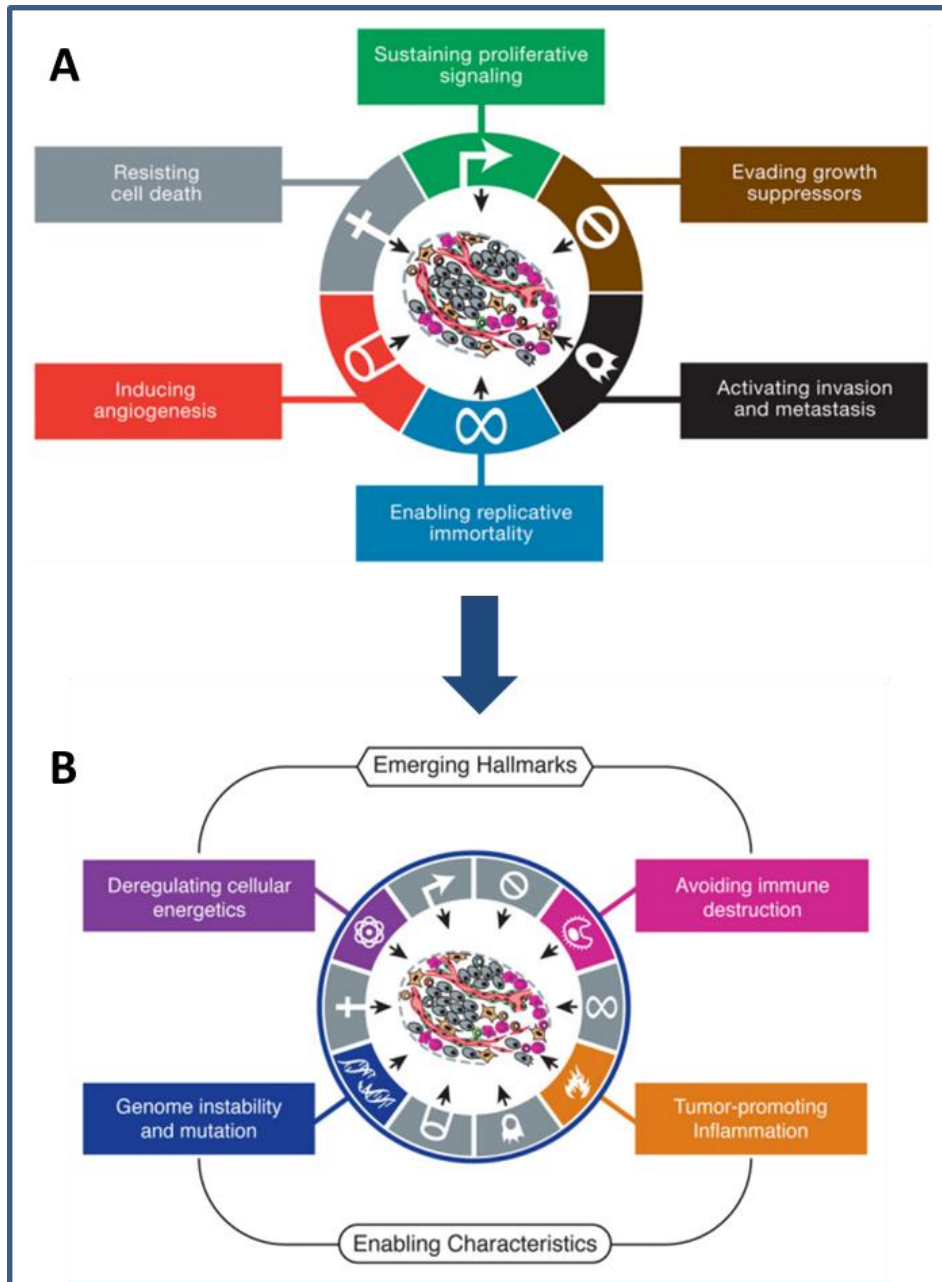 A
Sustaining proliferative
signaling
Resisting
cell death
Evading growth
suppressors
Inducing
angiogenesis
Activating invasion
and metastasis
Enabling replicative
immortality
B
Emerging Hallmarks
Deregulating cellular
energetics
Avoiding immune
destruction
Genome instability
and mutation
Tumor-promoting
Inflammation
Enabling Characteristics